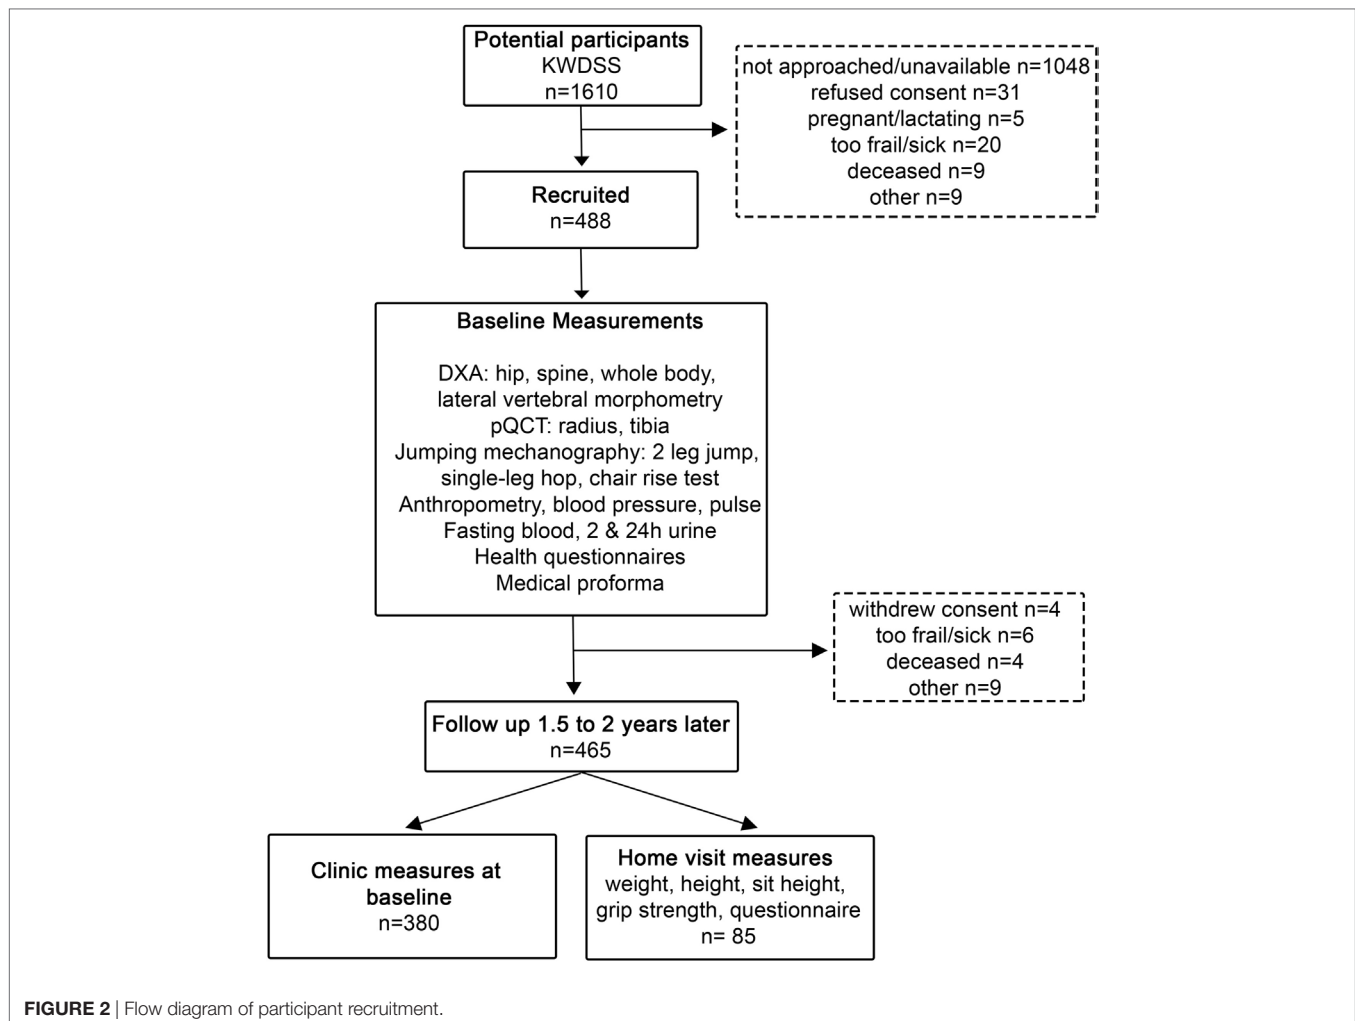 Potential participants
KWDSS
n=1610
not approached/unavailable n=1048
refused consent n=31
pregnant/lactating n=5
too frail/sick n=20
deceased n=9
other n=9
Recruited
n=488
Baseline Measurements
DXA: hip, spine, whole body,
lateral vertebral morphometry
pQCT: radius, tibia
Jumping mechanography: 2 leg jump,
single-leg hop, chair rise test
Anthropometry, blood pressure, pulse
Fasting blood, 2 & 24h urine
Health questionnaires
Medical proforma
withdrew consent n=4
too frail/sick n=6
deceased n=4
other n=9
Follow up 1.5 to 2 years later
n=465
Clinic measures at
baseline
n=380
Home visit measures
weight, height, sit height,
grip strength, questionnaire
n= 85
FIGURE 2 | Flow diagram of participant recruitment.